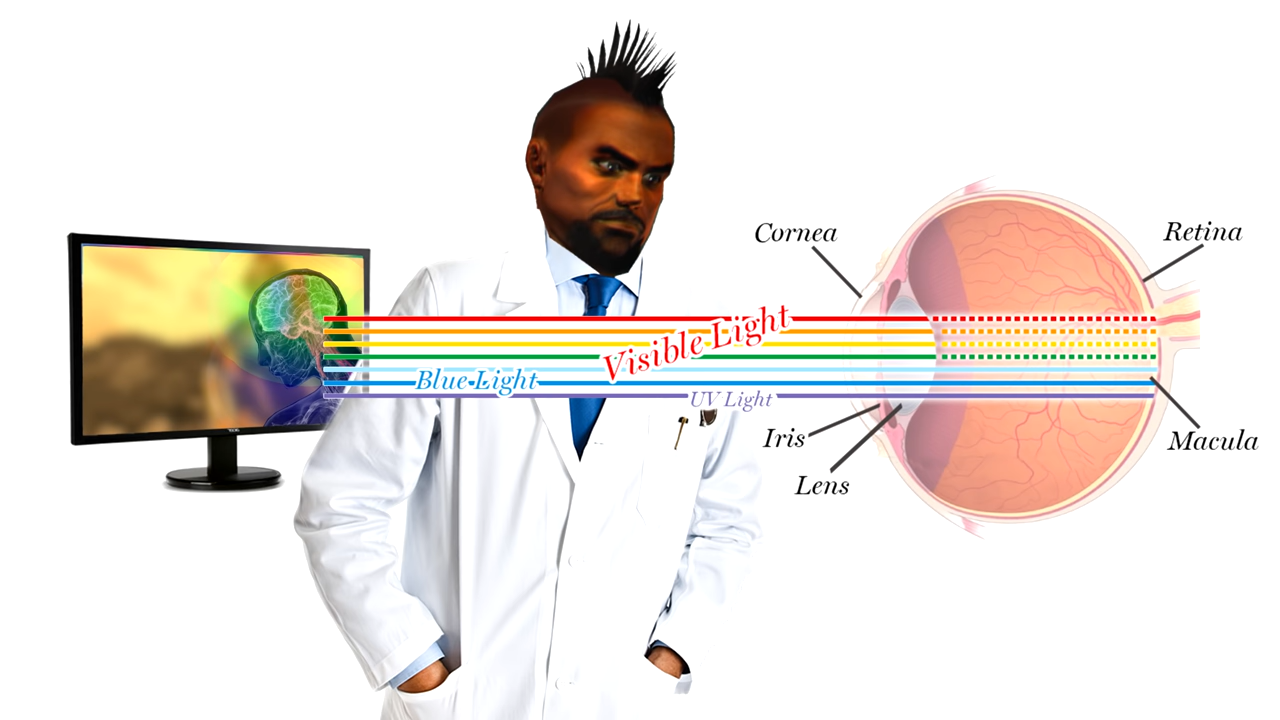 Cornea
Retina
Visible Light
Blue Light
UV Light
Iris
Macula
Lens